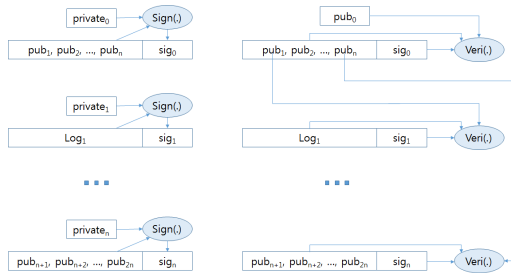 private₀ Sign(.) pub₀
pub₁, pub₂, ..., pubₙ sig₀ pub₁, pub₂, ..., pubₙ sig₀ Veri(.)
private₁ Sign(.)
Log₁ sig₁ Log₁ sig₁ Veri(.)
privateₙ Sign(.)
pubₙ₊₁, pubₙ₊₂, ..., pub₂ₙ sigₙ pubₙ₊₁, pubₙ₊₂, ..., pub₂ₙ sigₙ Veri(.)